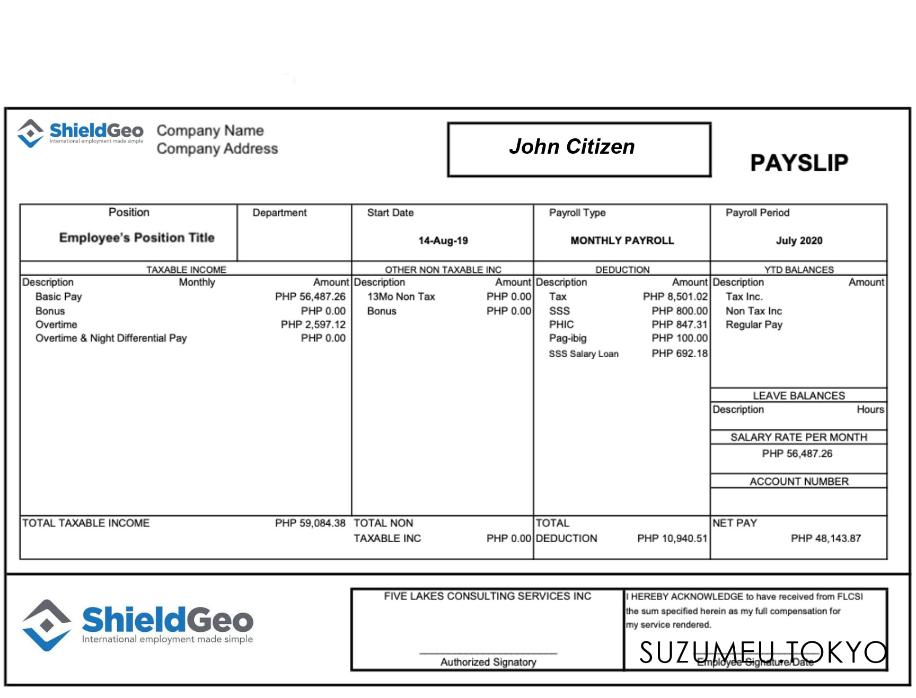 ShieldGeo
International employment made simple
Company Name
Company Address
John Citizen
PAYSLIP
Position Department Start Date Payroll Type Payroll Period
Employee's Position Title 14-Aug-19 MONTHLY PAYROLL July 2020
TAXABLE INCOME OTHER NON TAXABLE INC DEDUCTION YTD BALANCES
Description Monthly Amount Description Amount Description Amount Description Amount
Basic Pay PHP 56,487.26 13Mo Non Tax PHP 0.00 Tax PHP 8,501.02 Tax Inc.
Bonus PHP 0.00 Bonus PHP 0.00 SSS PHP 800.00 Non Tax Inc
Overtime PHP 2,597.12 PHIC PHP 847.31 Regular Pay
Overtime & Night Differential Pay PHP 0.00 Pag-ibig PHP 100.00
SSS Salary Loan PHP 692.18
LEAVE BALANCES
Description Hours
SALARY RATE PER MONTH
PHP 56,487.26
ACCOUNT NUMBER
TOTAL TAXABLE INCOME PHP 59,084.38 TOTAL NON TOTAL NET PAY
TAXABLE INC PHP 0.00 DEDUCTION PHP 10,940.51 PHP 48,143.87
ShieldGeo
International employment made simple
FIVE LAKES CONSULTING SERVICES INC
Authorized Signatory
I HEREBY ACKNOWLEDGE to have received from FLCSI
the sum specified herein as my full compensation for
my service rendered.
SUZUMEU.TOKYO
Employee Signature/Date